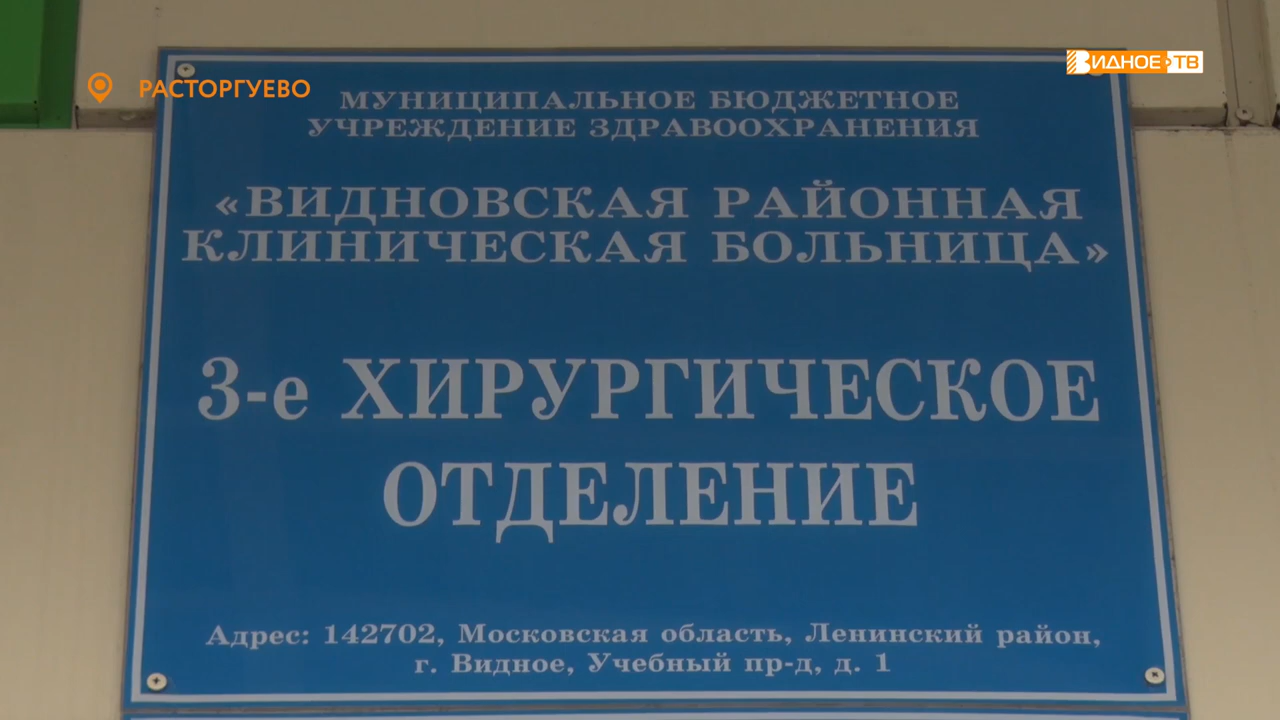 РАСТОРГУЕВО
ВИДНОЕ ТВ
МУНИЦИПАЛЬНОЕ БЮДЖЕТНОЕ
УЧРЕЖДЕНИЕ ЗДРАВООХРАНЕНИЯ
«ВИДНОВСКАЯ РАЙОННАЯ
КЛИНИЧЕСКАЯ БОЛЬНИЦА»
3-е ХИРУРГИЧЕСКОЕ
ОТДЕЛЕНИЕ
Адрес: 142702, Московская область, Ленинский район,
г. Видное, Учебный пр-д, д. 1